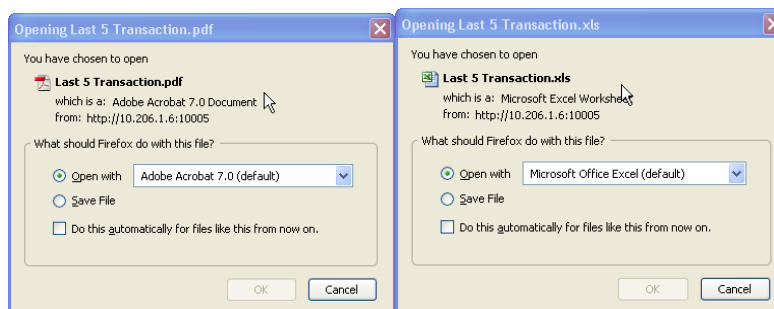 Opening Last 5 Transaction.pdf
You have chosen to open
Last 5 Transaction.pdf
which is a: Adobe Acrobat 7.0 Document
from: http://10.206.1.6:10005
What should Firefox do with this file?
Open with Adobe Acrobat 7.0 (default)
Save File
Do this automatically for files like this from now on.
OK Cancel
Opening Last 5 Transaction.xls
You have chosen to open
Last 5 Transaction.xls
which is a: Microsoft Excel Worksheet
from: http://10.206.1.6:10005
What should Firefox do with this file?
Open with Microsoft Office Excel (default)
Save File
Do this automatically for files like this from now on.
OK Cancel